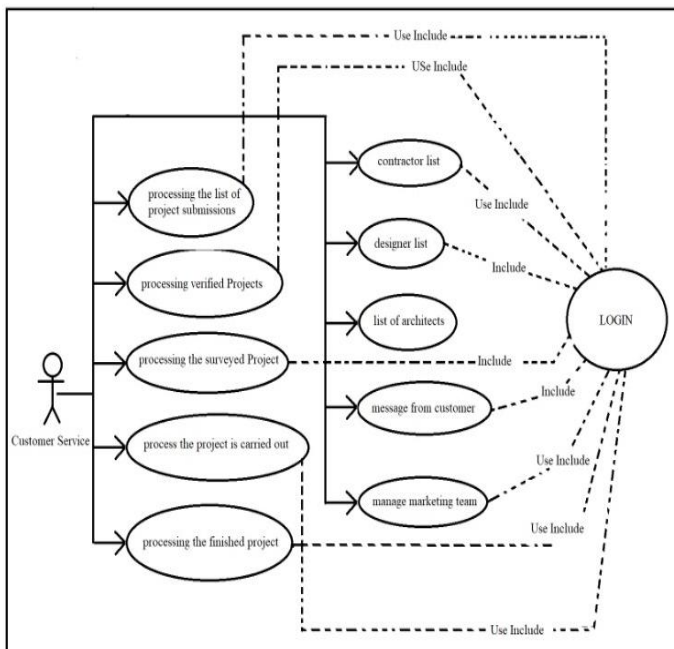 Use Include
USe Include
contractor list
processing the list of
project submissions
Use Include
designer list
Include
processing verified Projects
list of architects
LOGIN
processing the surveyed Project
Include
Include
message from customer
Customer Service
process the project is carried out
Use Include
manage marketing team
Use Include
processing the finished project
Use Include